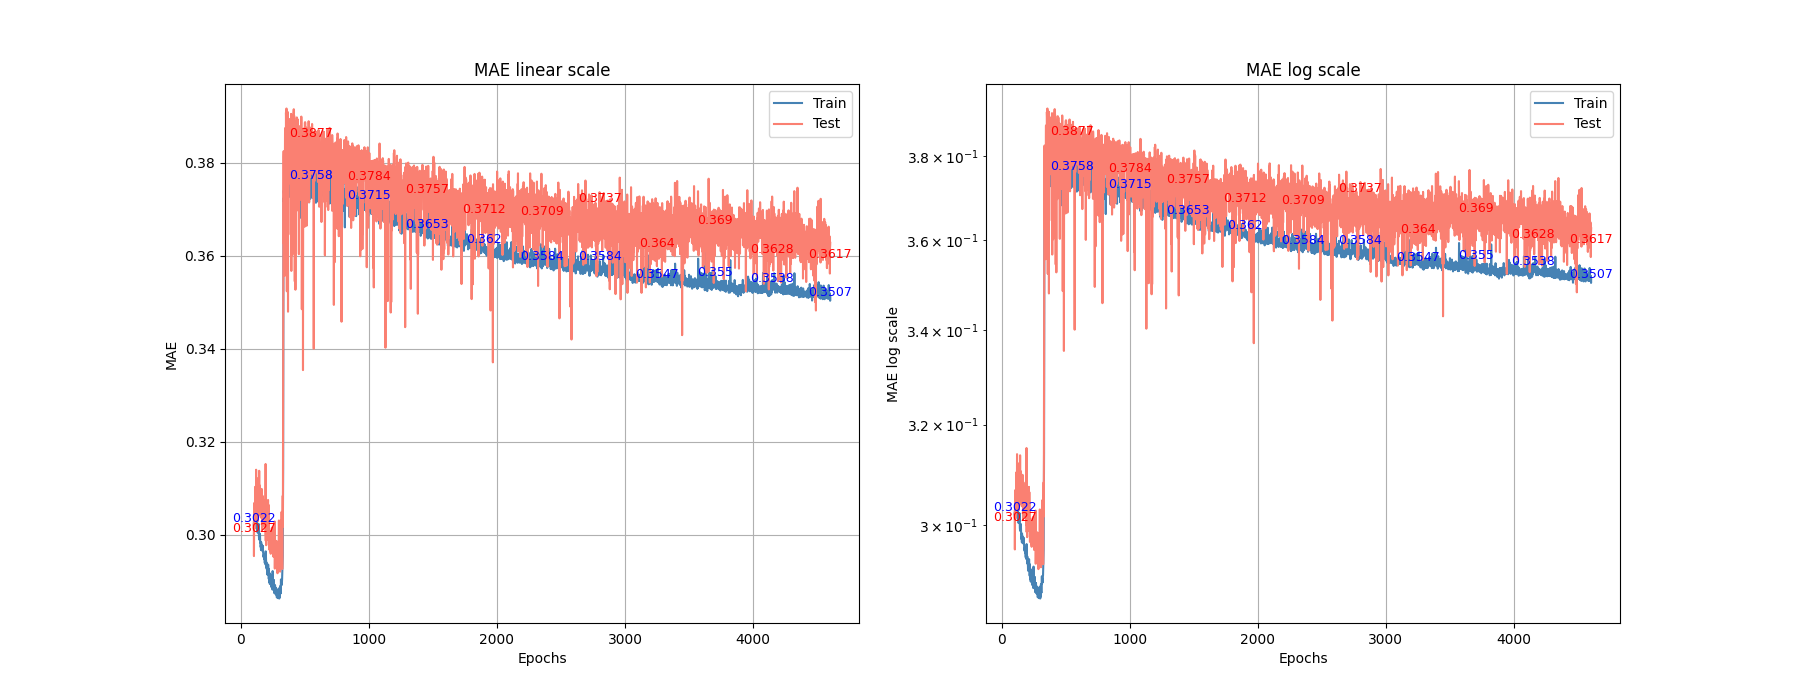 MAE linear scale
Train
Test
MAE
0.38
0.36
0.34
0.32
0.30
0.3877
0.3758
0.3784
0.3715
0.3757
0.3653
0.3712
0.362
0.3709
0.3584
0.3737
0.3584
0.364
0.3547
0.369
0.355
0.3628
0.3538
0.3617
0.3507
0.3022
0.3027
0 1000 2000 3000 4000
Epochs
MAE log scale
Train
Test
MAE log scale
3.8 × 10⁻¹
3.6 × 10⁻¹
3.4 × 10⁻¹
3.2 × 10⁻¹
3 × 10⁻¹
0.3877
0.3758
0.3784
0.3715
0.3757
0.3653
0.3712
0.362
0.3709
0.3584
0.3737
0.3584
0.364
0.3547
0.369
0.355
0.3628
0.3538
0.3617
0.3507
0.3022
0.3027
0 1000 2000 3000 4000
Epochs